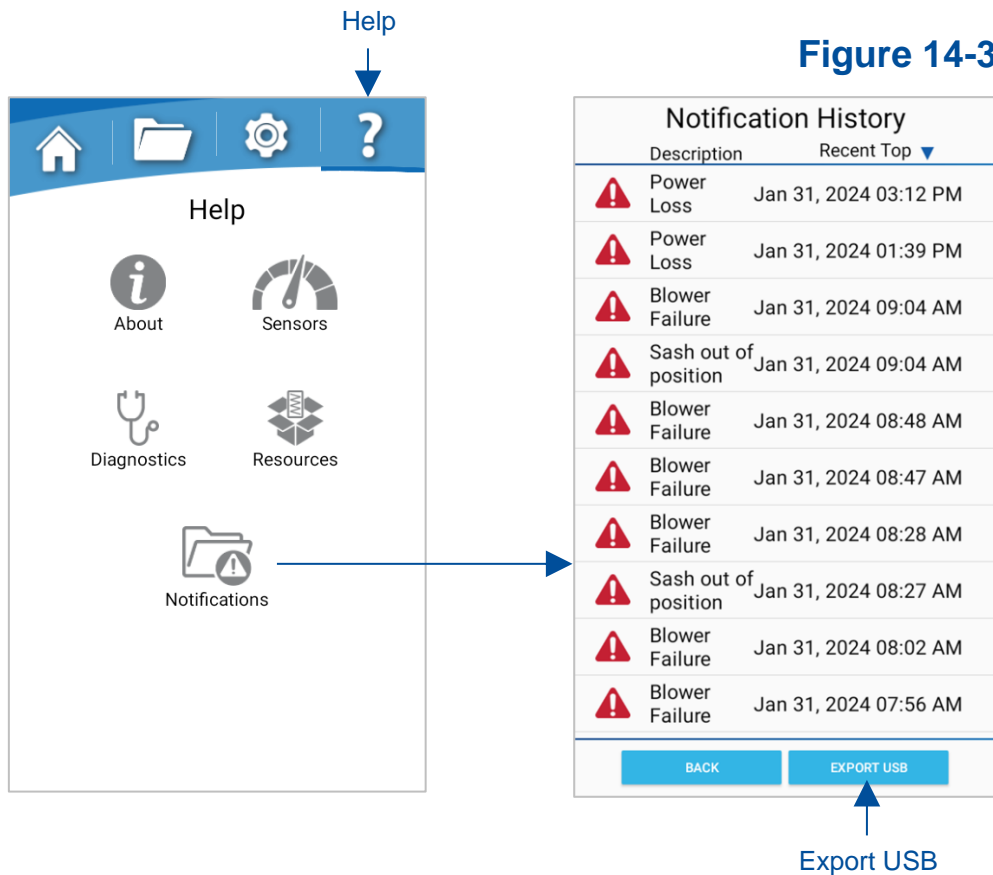 Help
Figure 14-3
Help
About
Sensors
Diagnostics
Resources
Notifications
Notification History
Description Recent Top
Power
Loss
Jan 31, 2024 03:12 PM
Power
Loss
Jan 31, 2024 01:39 PM
Blower
Failure
Jan 31, 2024 09:04 AM
Sash out of
position
Jan 31, 2024 09:04 AM
Blower
Failure
Jan 31, 2024 08:48 AM
Blower
Failure
Jan 31, 2024 08:47 AM
Blower
Failure
Jan 31, 2024 08:28 AM
Sash out of
position
Jan 31, 2024 08:27 AM
Blower
Failure
Jan 31, 2024 08:02 AM
Blower
Failure
Jan 31, 2024 07:56 AM
BACK
EXPORT USB
Export USB